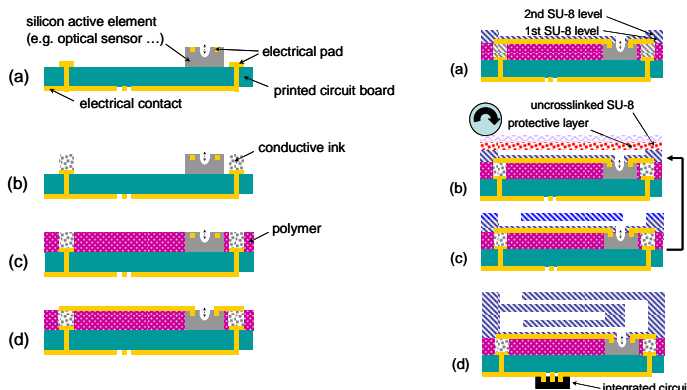 silicon active element
(e.g. optical sensor ...)
electrical pad
(a)
printed circuit board
electrical contact
conductive ink
(b)
polymer
(c)
(d)
2nd SU-8 level
1st SU-8 level
(a)
uncrosslinked SU-8
protective layer
(b)
(c)
(d)
integrated circui